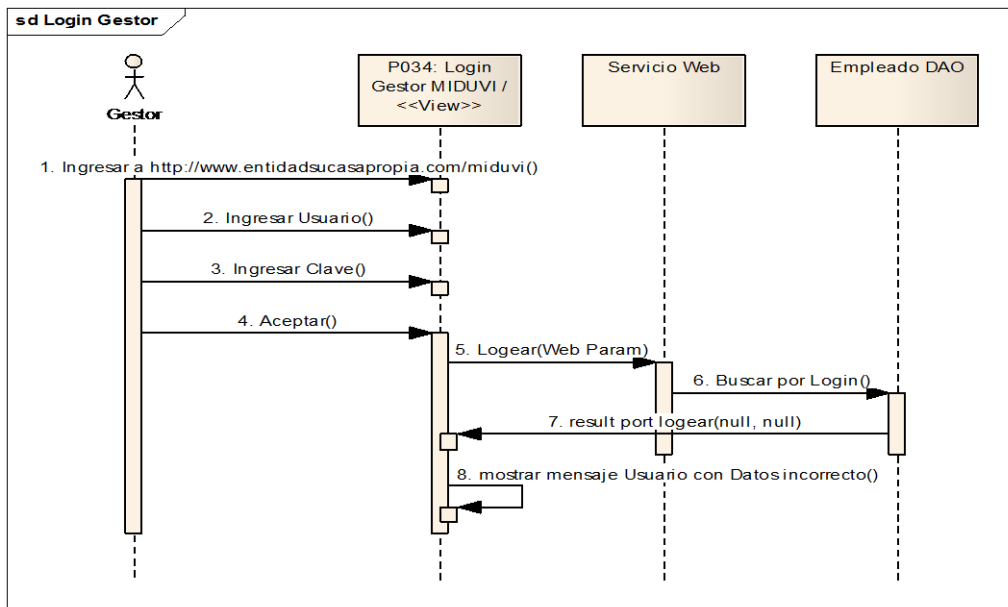 sd Login Gestor
Gestor
P034: Login
Gestor MIDUVI /
<<View>>
Servicio Web
Empleado DAO
1. Ingresar a http://www.entidadsucasapropia.com/miduvi()
2. Ingresar Usuario()
3. Ingresar Clave()
4. Aceptar()
5. Logear(Web Param)
6. Buscar por Login()
7. result port logear(null, null)
8. mostrar mensaje Usuario con Datos incorrecto()